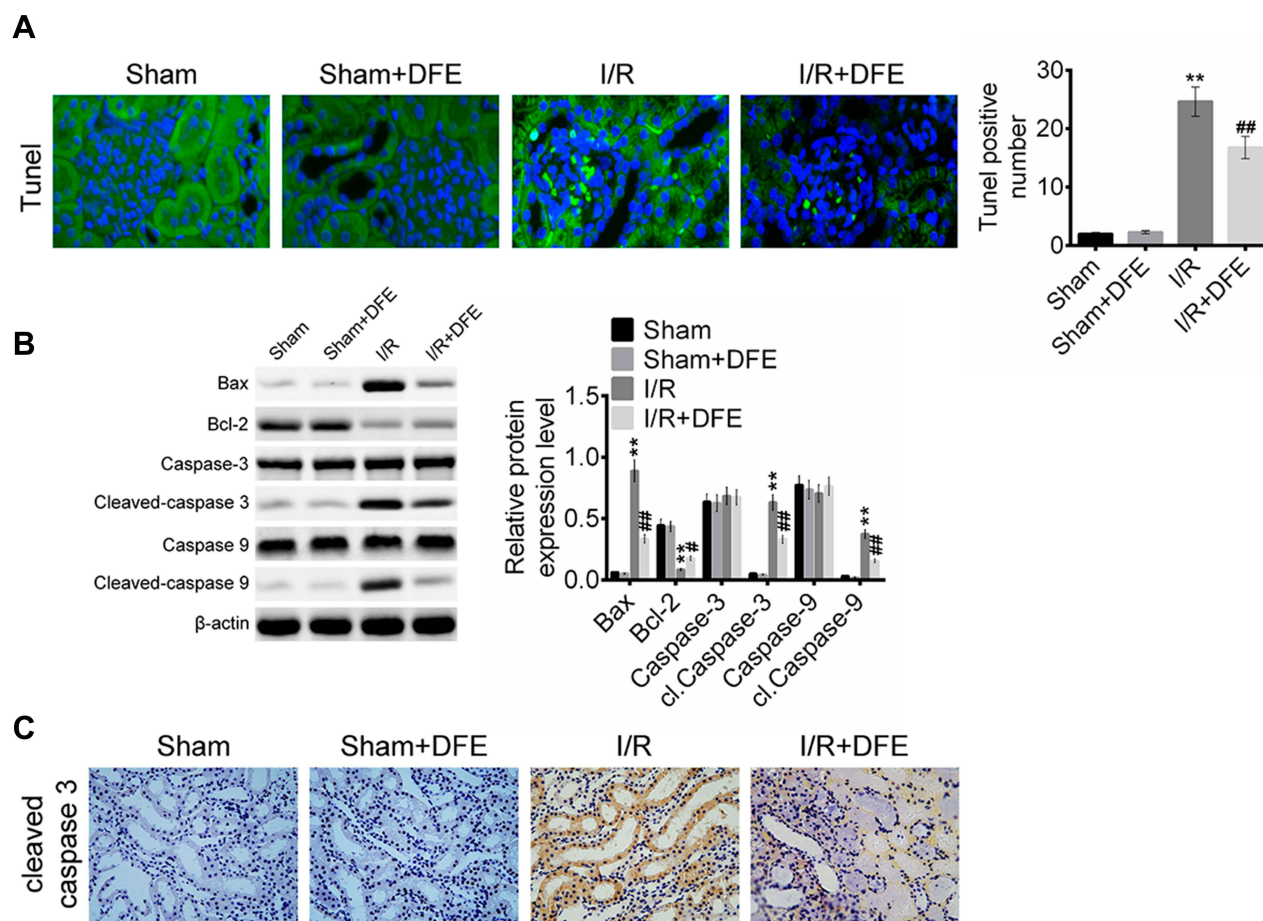 A
Sham
Sham+DFE
I/R
I/R+DFE
Tunel
Tunel positive
number
30
20
10
0
**
##
Sham
Sham+DFE
I/R
I/R+DFE
B
Sham
Sham+DFE
I/R
I/R+DFE
Bax
Bcl-2
Caspase-3
Cleaved-caspase 3
Caspase 9
Cleaved-caspase 9
β-actin
Sham
Sham+DFE
I/R
I/R+DFE
Relative protein
expression level
1.5
1.0
0.5
0.0
**
##
**
#
**
##
**
##
Bax
Bcl-2
Caspase-3
cl.Caspase-3
Caspase-9
cl.Caspase-9
C
Sham
Sham+DFE
I/R
I/R+DFE
cleaved
caspase 3